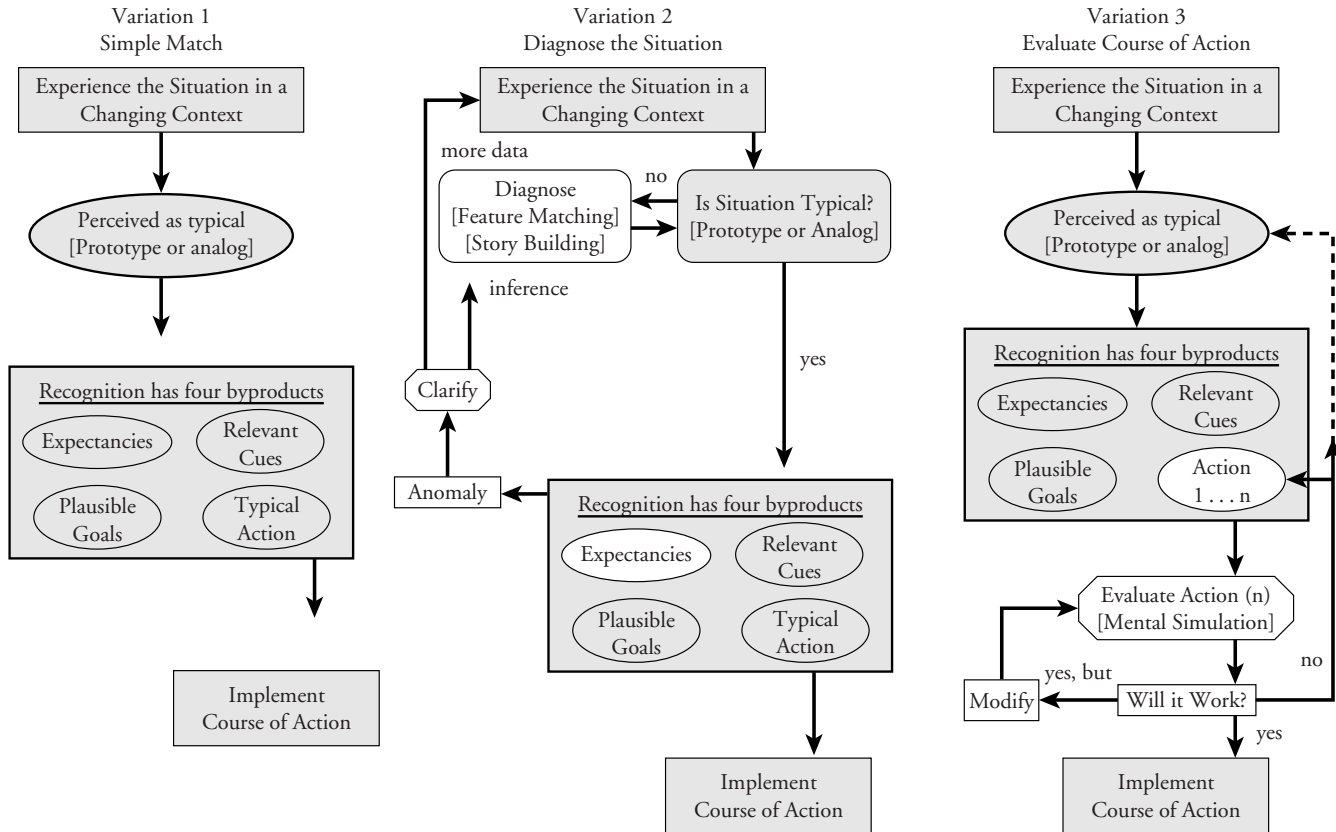 Variation 1
Simple Match
Experience the Situation in a
Changing Context
Perceived as typical
[Prototype or analog]
Recognition has four byproducts
Expectancies
Relevant
Cues
Plausible
Goals
Typical
Action
Implement
Course of Action
Variation 2
Diagnose the Situation
Experience the Situation in a
Changing Context
more data
Diagnose
[Feature Matching]
[Story Building]
no
Is Situation Typical?
[Prototype or Analog]
inference
yes
Clarify
Anomaly
Recognition has four byproducts
Expectancies
Relevant
Cues
Plausible
Goals
Typical
Action
Implement
Course of Action
Variation 3
Evaluate Course of Action
Experience the Situation in a
Changing Context
Perceived as typical
[Prototype or analog]
Recognition has four byproducts
Expectancies
Relevant
Cues
Plausible
Goals
Action
1 . . . n
Evaluate Action (n)
[Mental Simulation]
no
yes, but
Modify
Will it Work?
yes
Implement
Course of Action